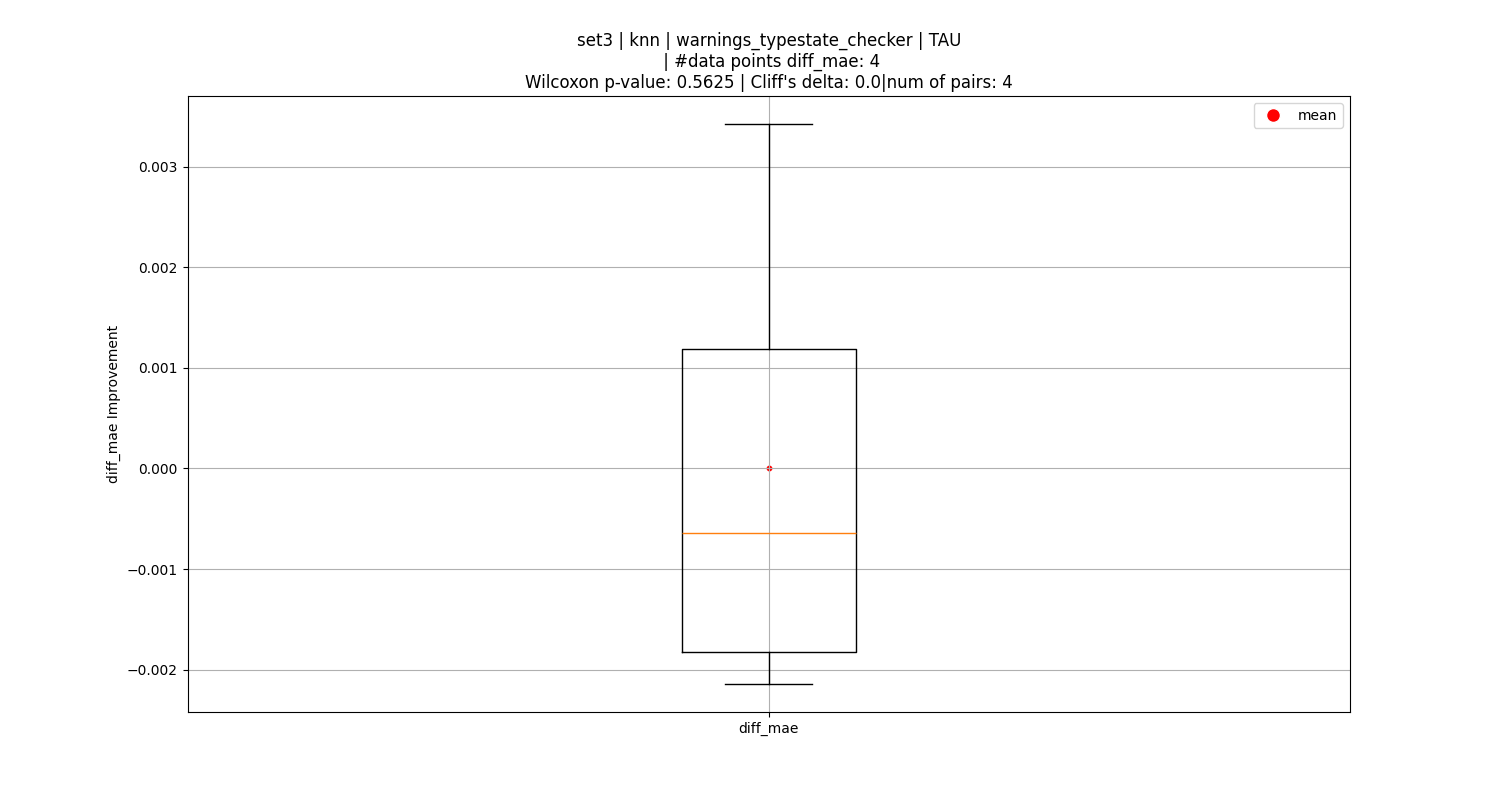 set3 | knn | warnings_typestate_checker | TAU
| #data points diff_mae: 4
Wilcoxon p-value: 0.5625 | Cliff's delta: 0.0|num of pairs: 4
mean
0.003
0.002
0.001
0.000
−0.001
−0.002
diff_mae Improvement
diff_mae